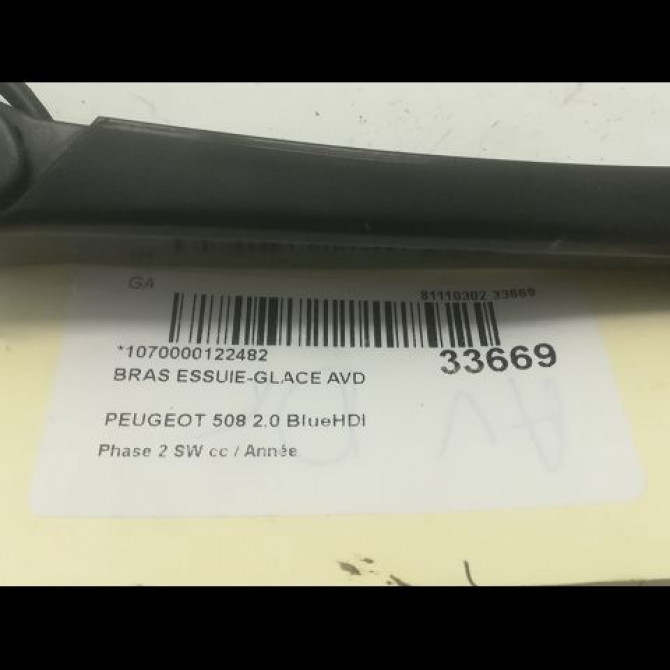 GA
81110302 33669
*1070000122482
33669
BRAS ESSUIE-GLACE AVD
PEUGEOT 508 2.0 BlueHDI
Phase 2 SW cc / Année
AV